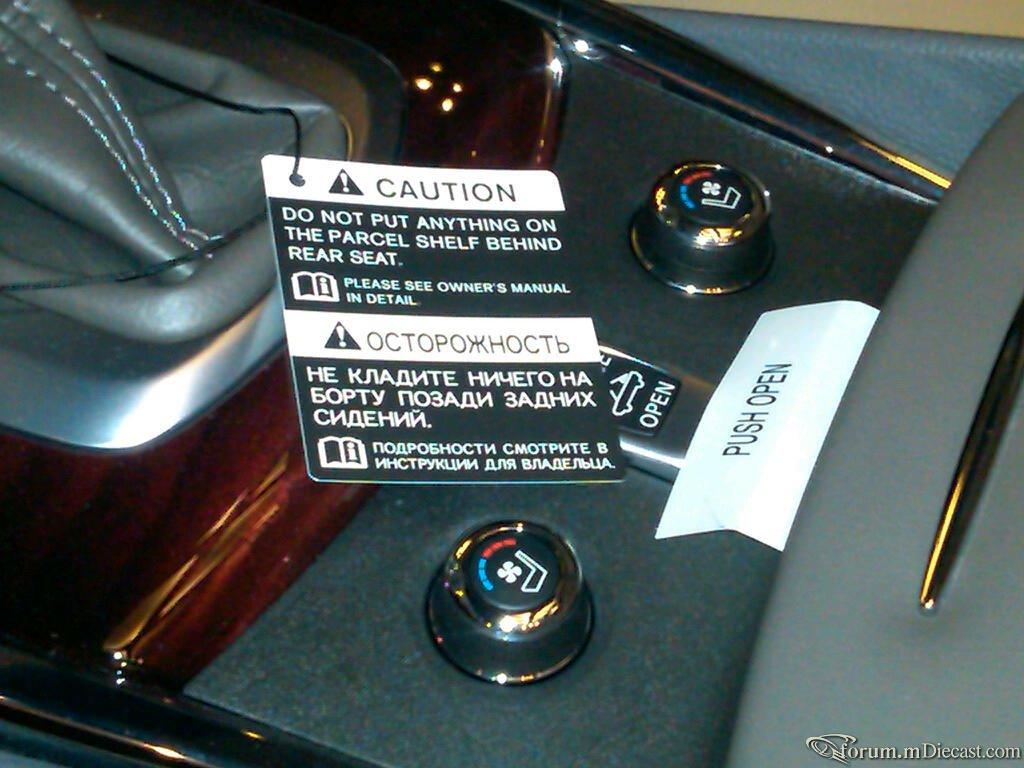 CAUTION
DO NOT PUT ANYTHING ON
THE PARCEL SHELF BEHIND
REAR SEAT.
PLEASE SEE OWNER'S MANUAL
IN DETAIL.
ОСТОРОЖНОСТЬ
НЕ КЛАДИТЕ НИЧЕГО НА
БОРТУ ПОЗАДИ ЗАДНИХ
СИДЕНИЙ.
ПОДРОБНОСТИ СМОТРИТЕ В
ИНСТРУКЦИИ ДЛЯ ВЛАДЕЛЬЦА.
OPEN
PUSH OPEN
forum.mDiecast.com